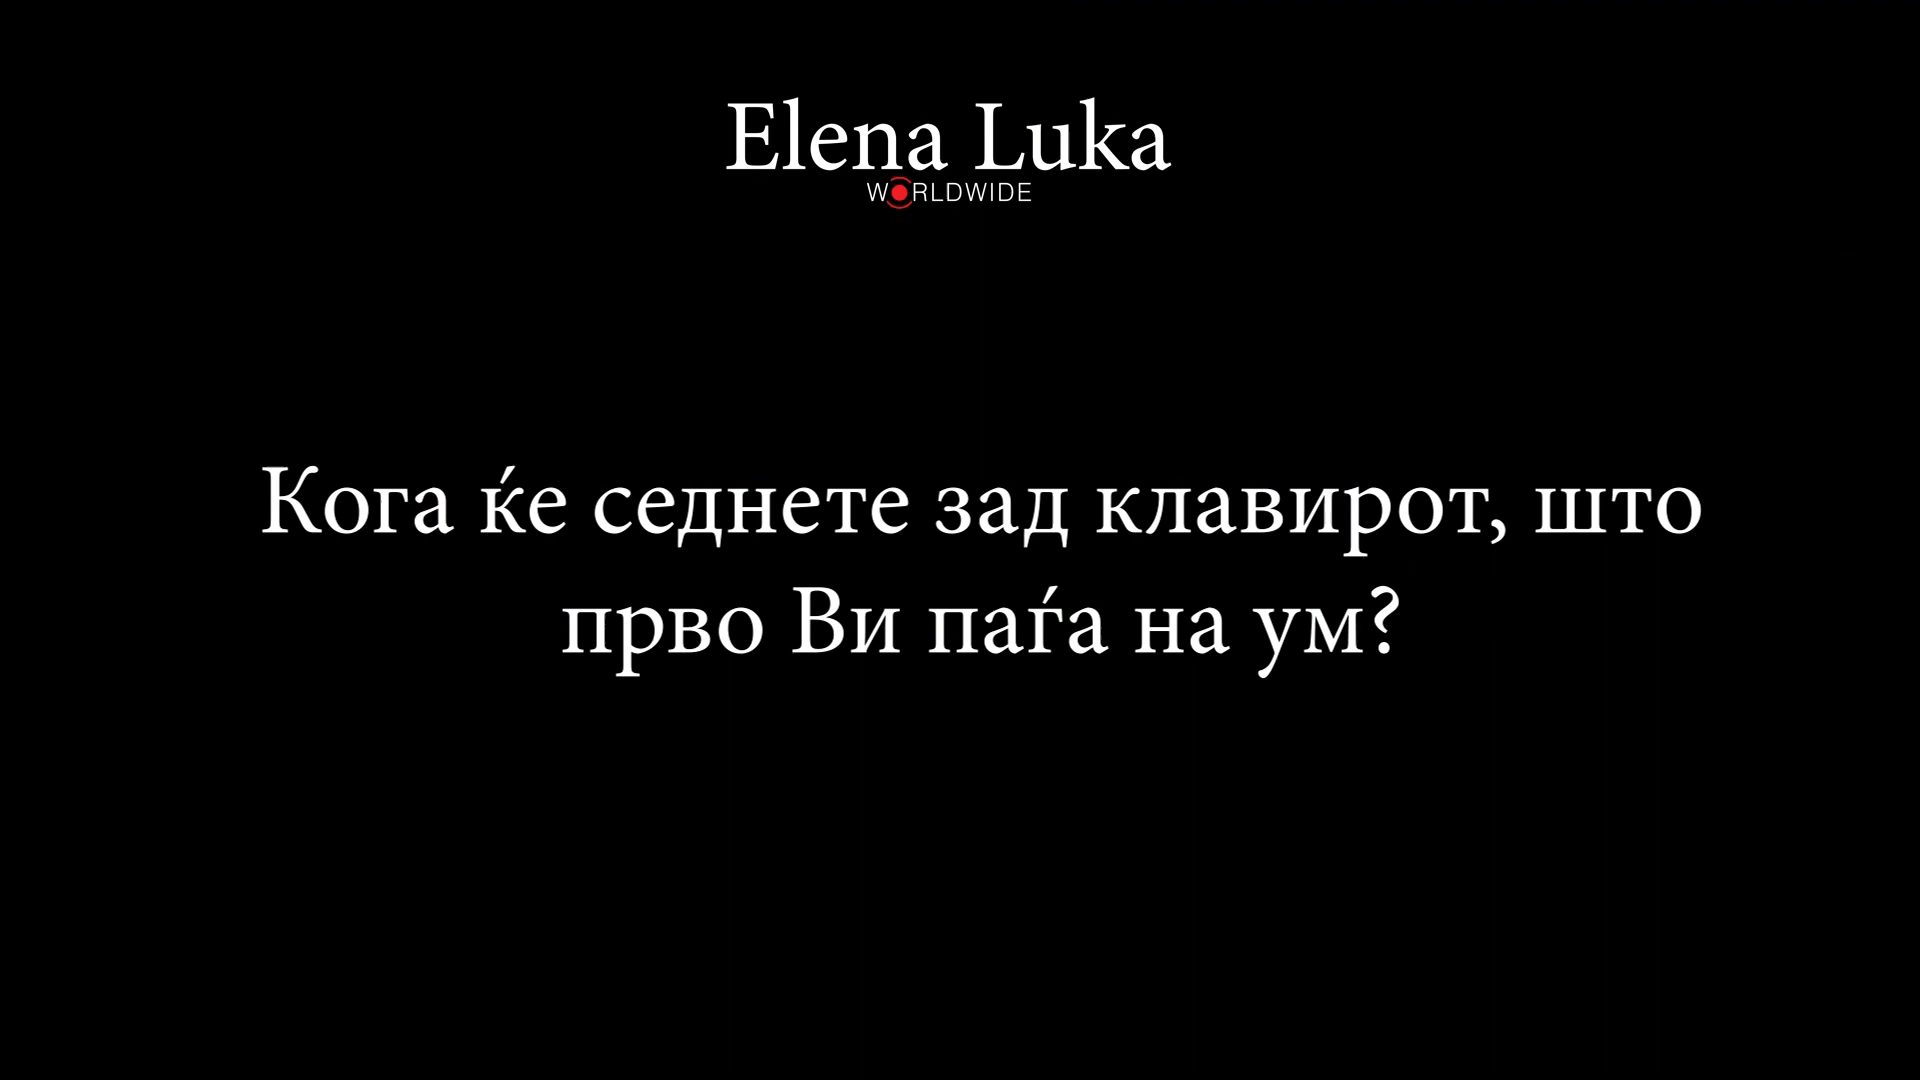 Elena Luka
WORLDWIDE
Кога ќе седнете зад клавирот, што
прво Ви паѓа на ум?